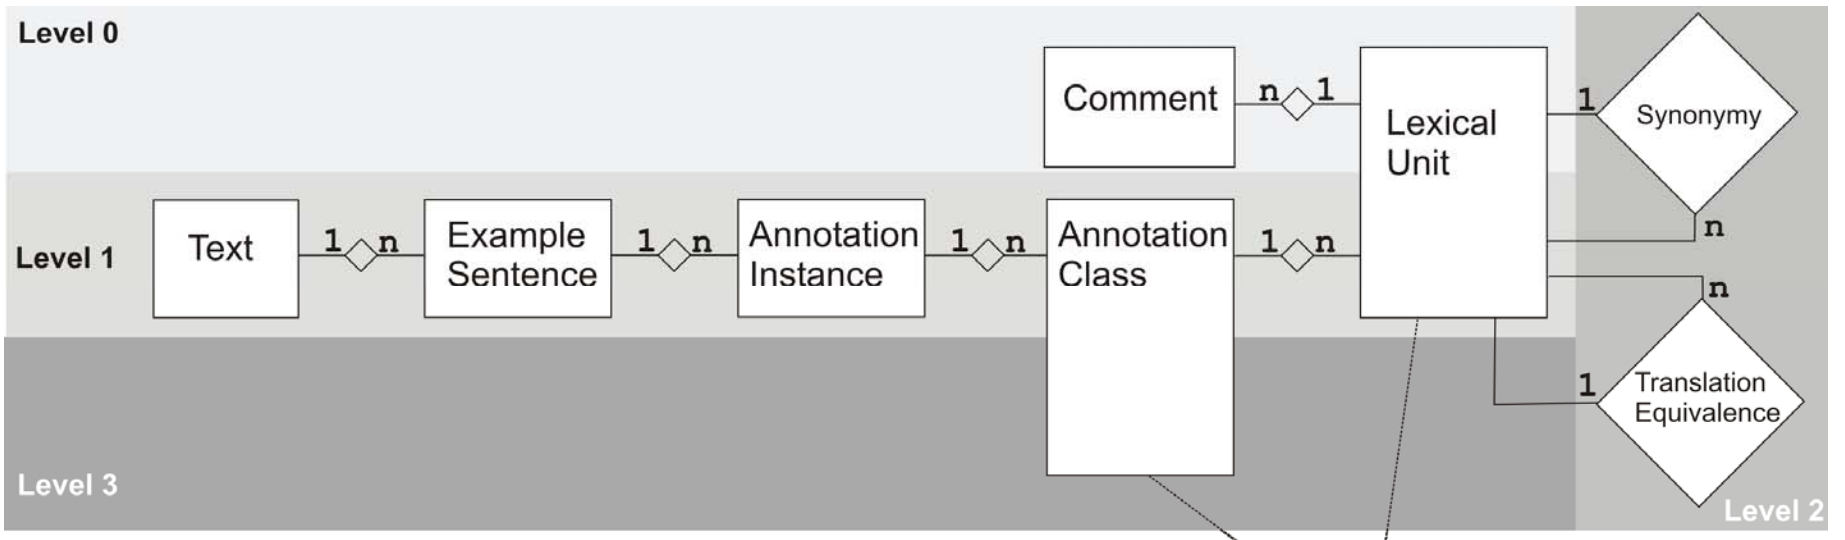 Level 0
Comment
n
1
Lexical
Unit
1
Synonymy
n
Level 1
Text
1
n
Example
Sentence
1
n
Annotation
Instance
1
n
Annotation
Class
1
n
n
1
Translation
Equivalence
Level 3
Level 2